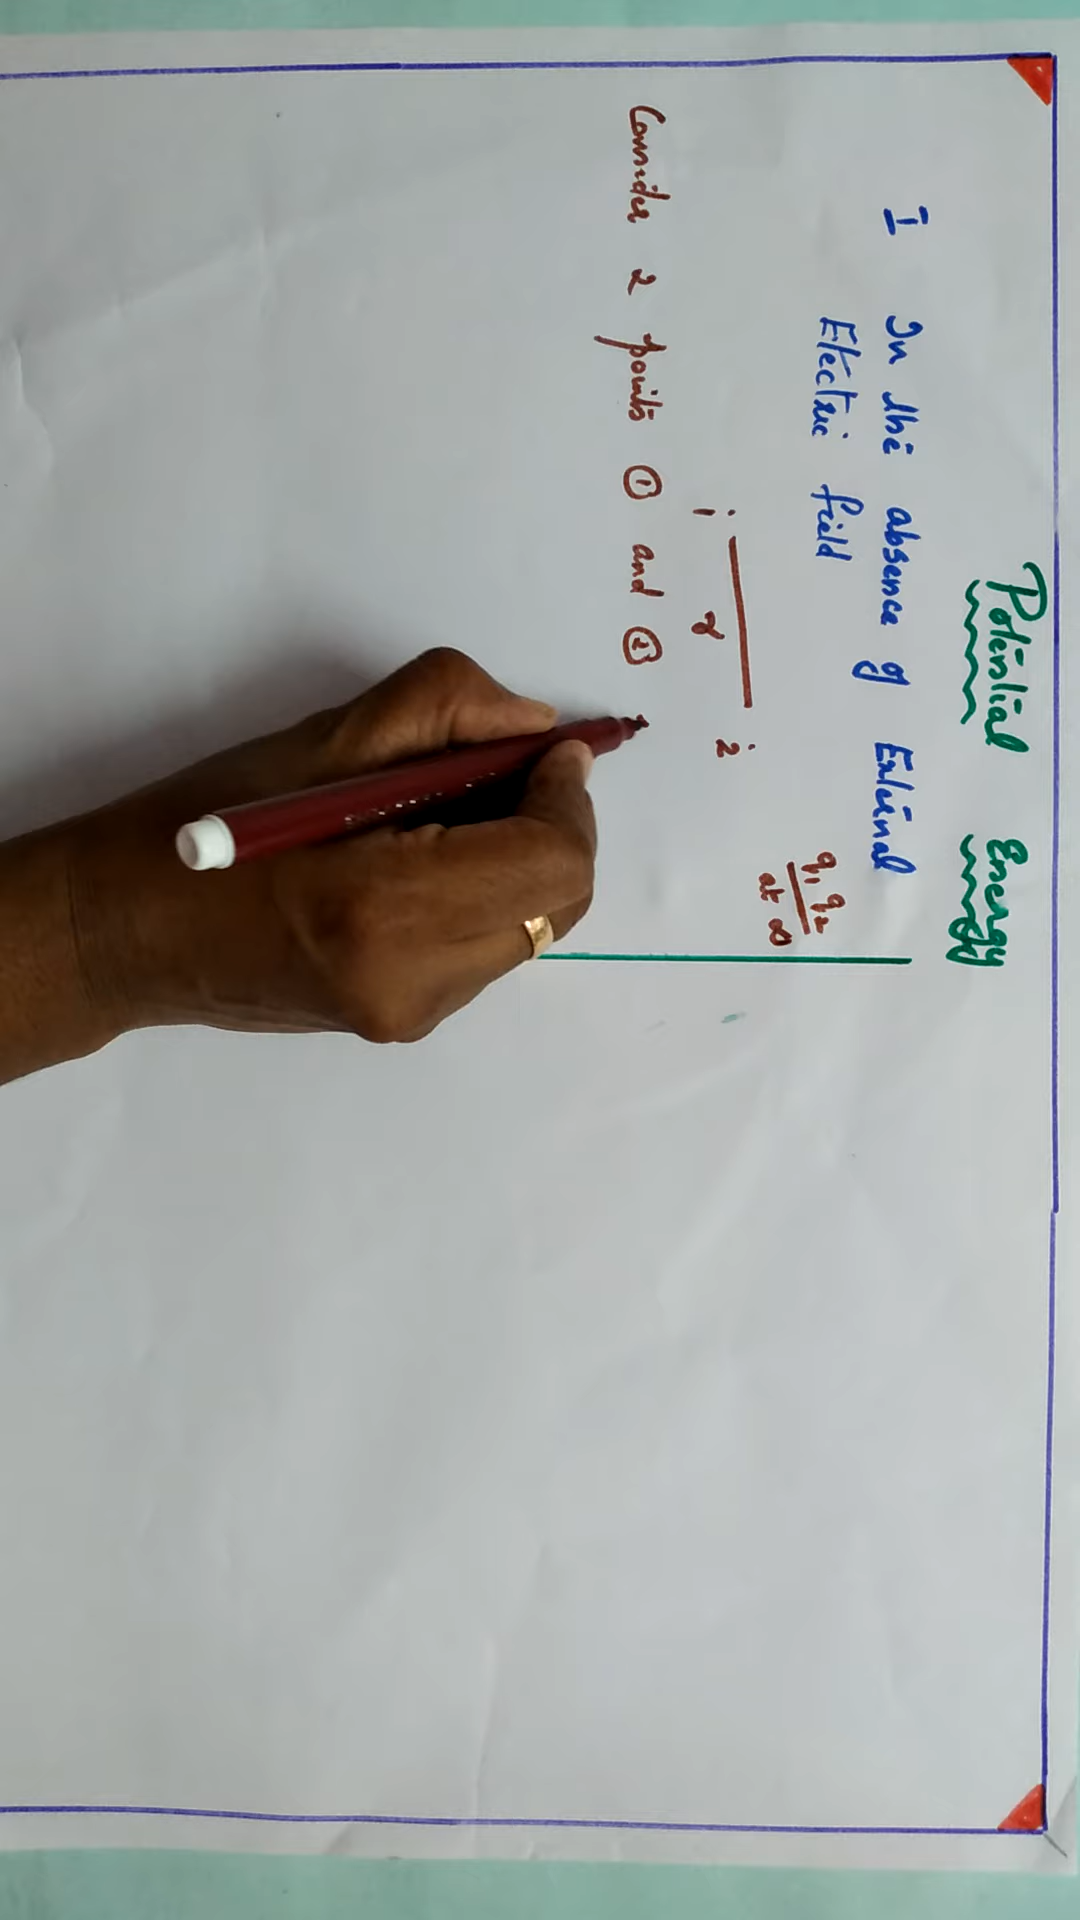 Potential Energy
I In the absence of External
Electric field
q₁ q₂
at ∞
1 2
r
Consider 2 points ① and ②